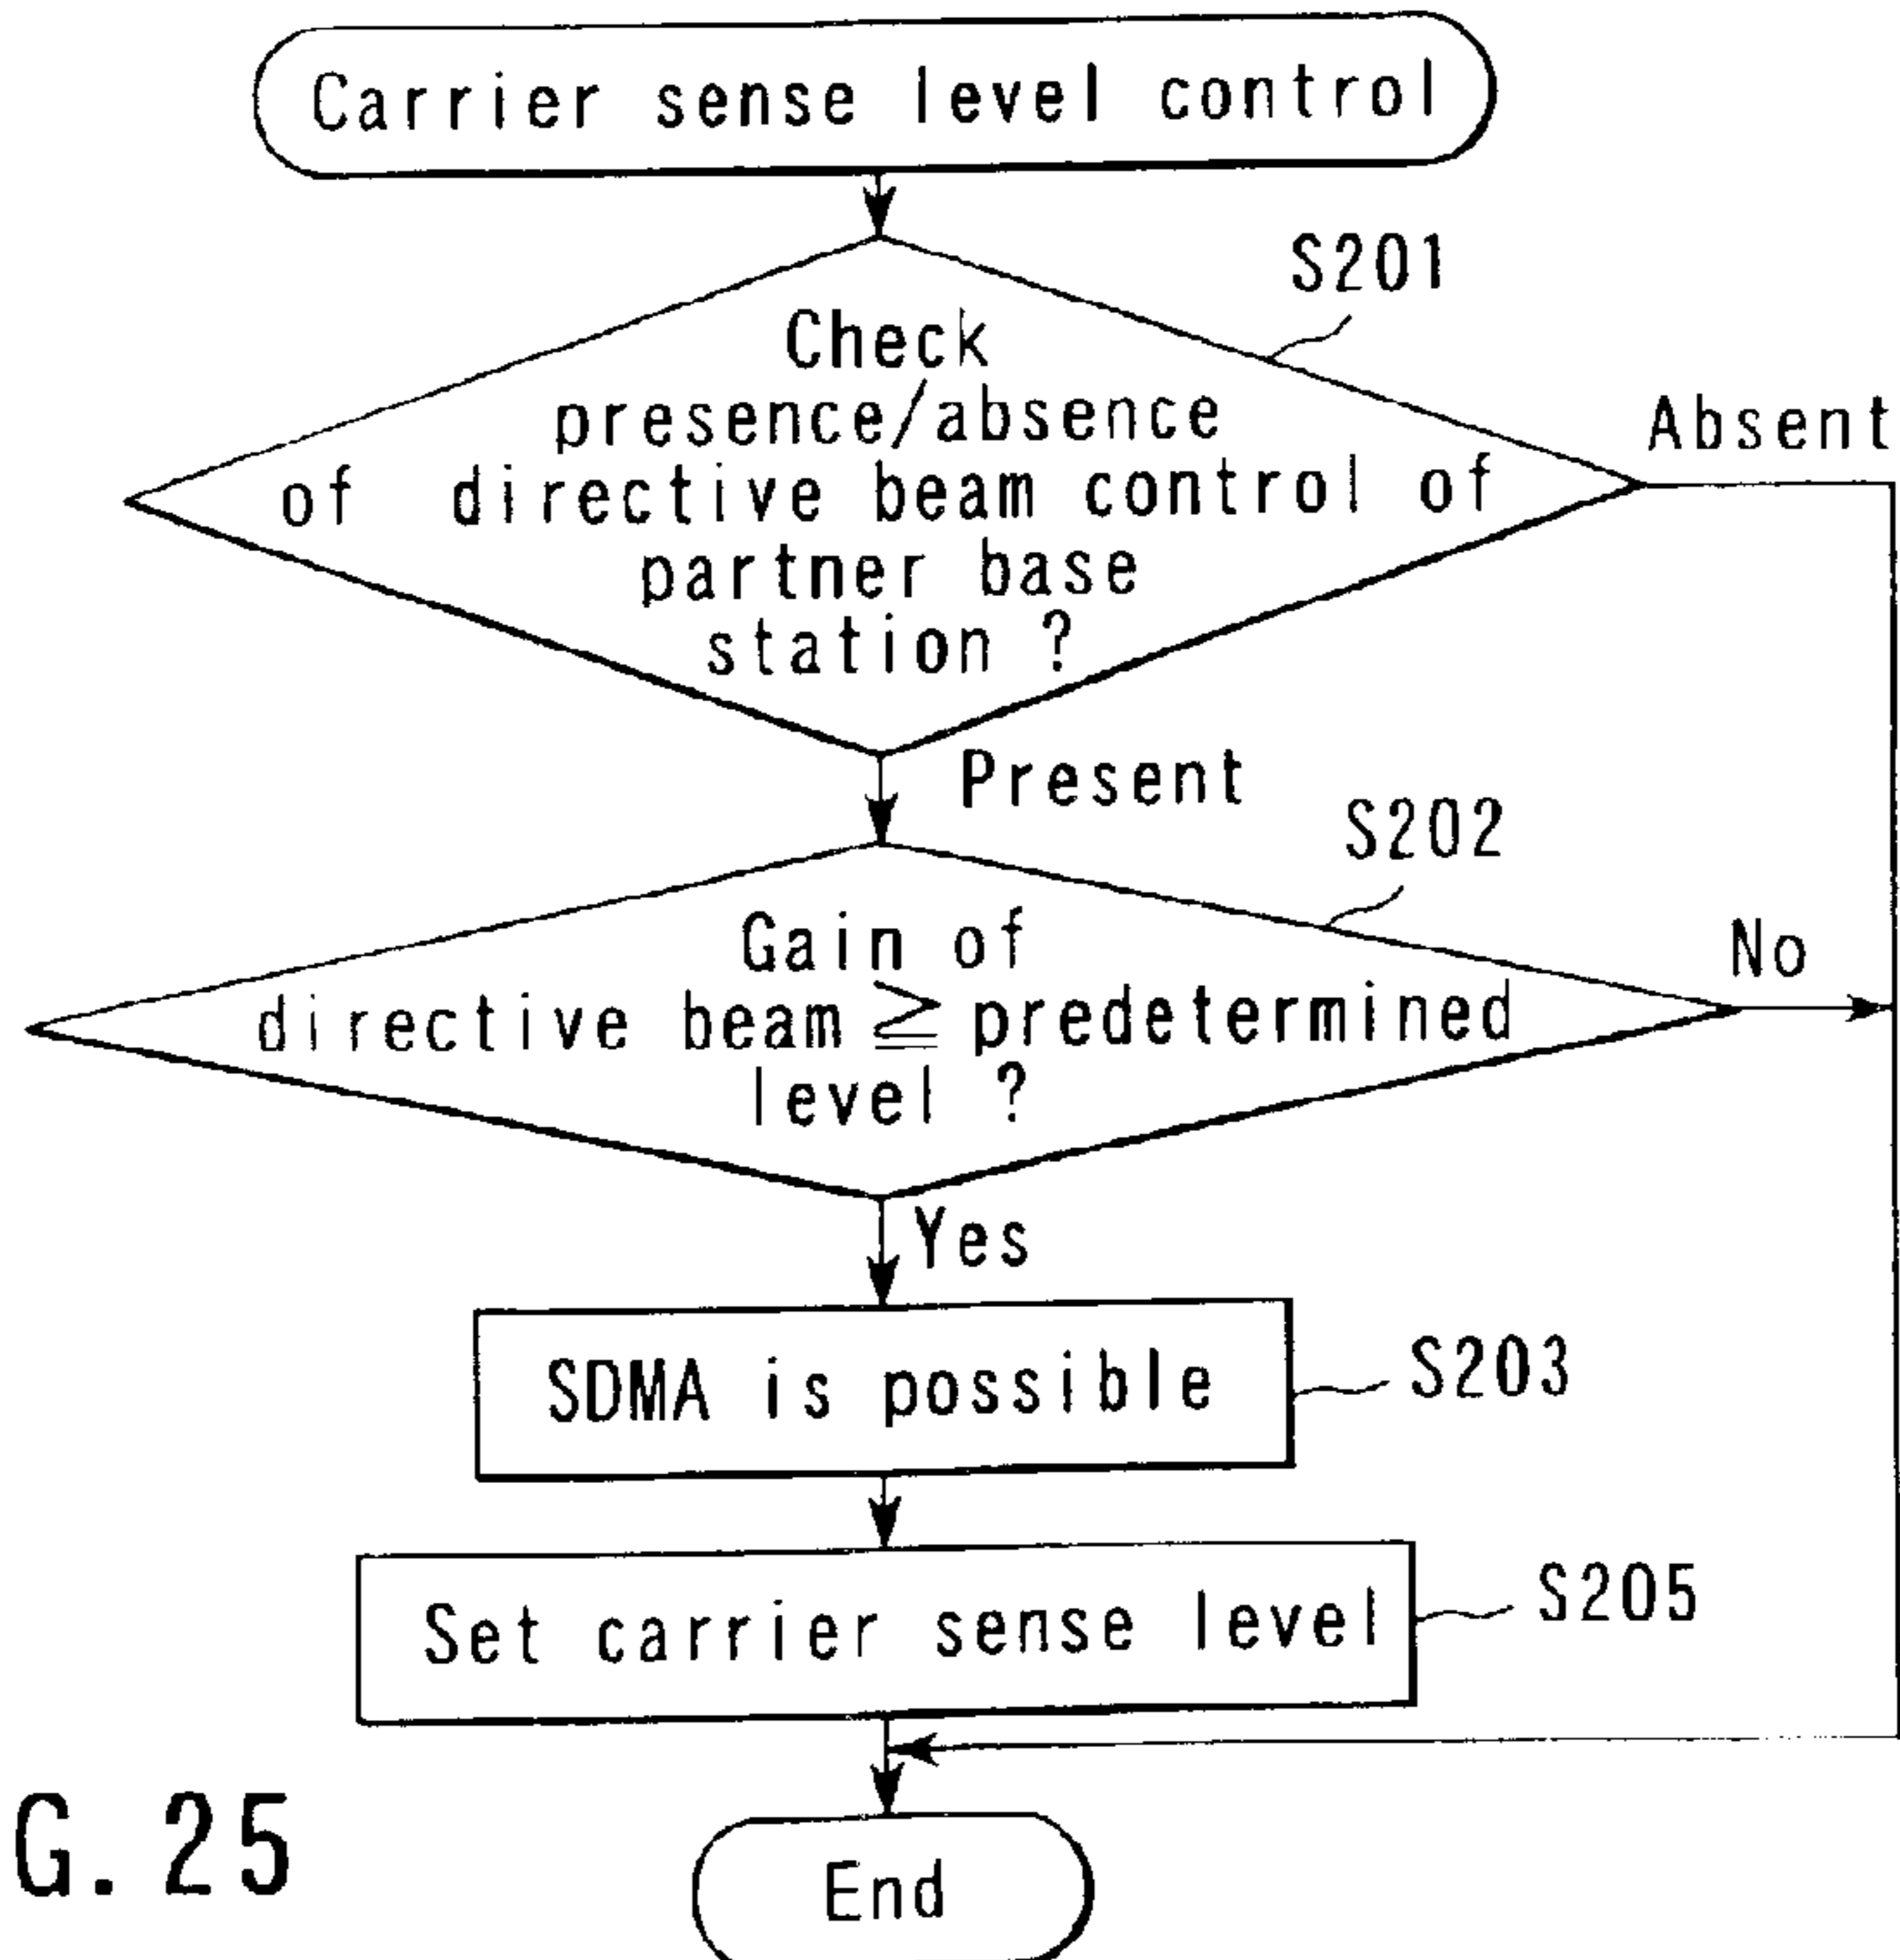 Carrier sense level control
S201
Check
presence/absence
of directive beam control of
partner base
station ?
Absent
Present
S202
Gain of
directive beam ≧ predetermined
level ?
No
Yes
SDMA is possible
S203
Set carrier sense level
S205
End
G. 25